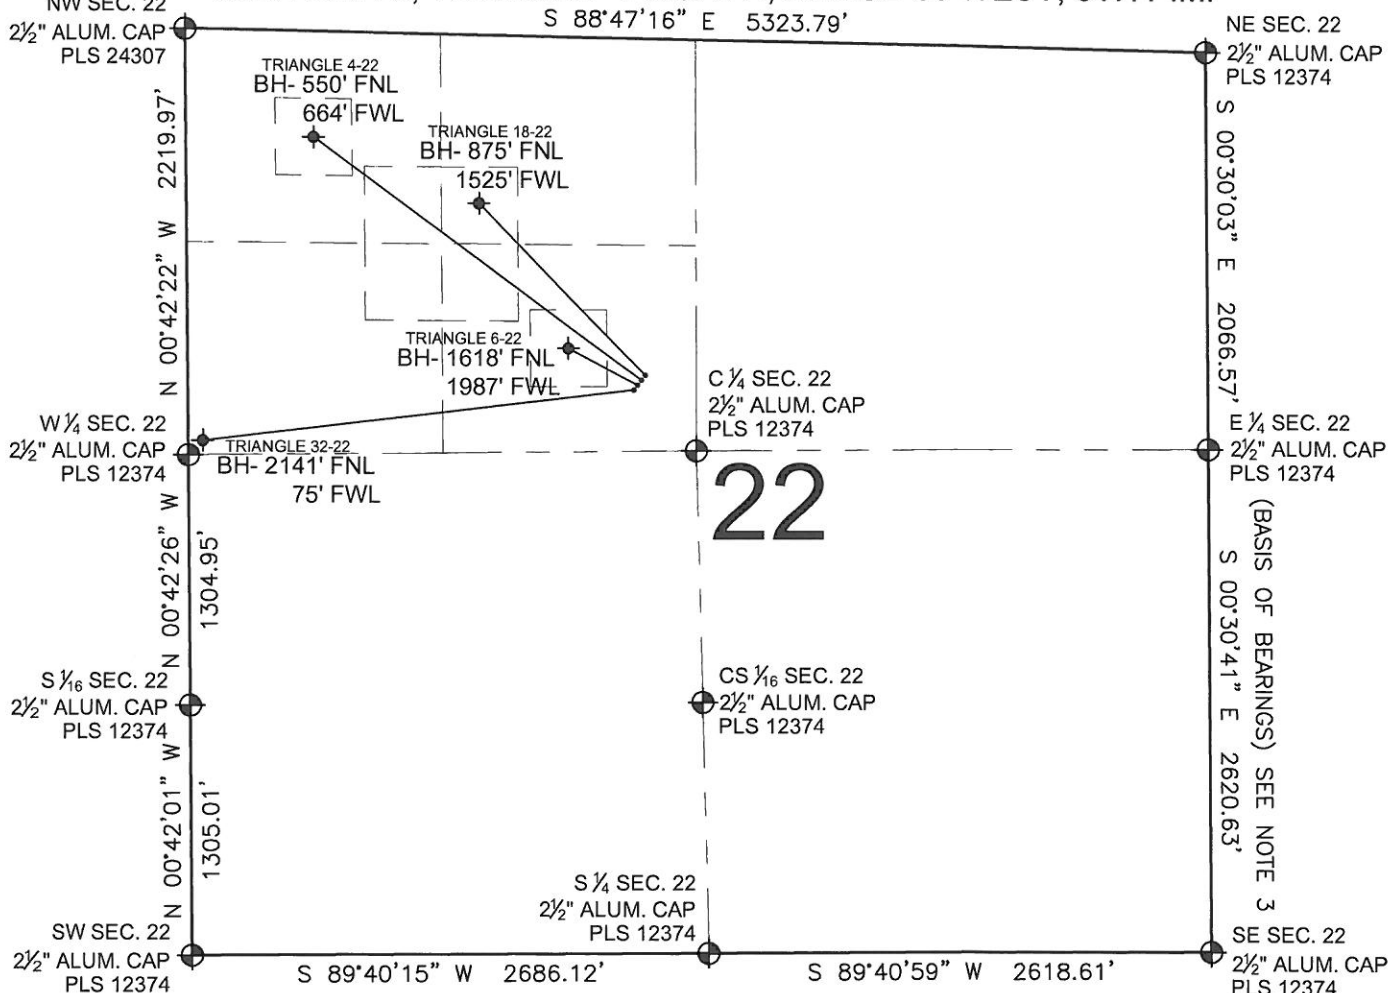 NW SEC. 22
2½" ALUM. CAP
PLS 24307
S 88°47'16" E 5323.79'
NE SEC. 22
2½" ALUM. CAP
PLS 12374
TRIANGLE 4-22
BH- 550' FNL
664' FWL
TRIANGLE 18-22
BH- 875' FNL
1525' FWL
N 00°42'22" W 2219.97'
S 00°30'03" E 2066.57'
TRIANGLE 6-22
BH- 1618' FNL
1987' FWL
C ¼ SEC. 22
2½" ALUM. CAP
PLS 12374
W ¼ SEC. 22
2½" ALUM. CAP
PLS 12374
TRIANGLE 32-22
BH- 2141' FNL
75' FWL
E ¼ SEC. 22
2½" ALUM. CAP
PLS 12374
22
N 00°42'26" W
1304.95'
S 00°30'41" E 2620.63'
(BASIS OF BEARINGS) SEE NOTE 3
S 1⁄16 SEC. 22
2½" ALUM. CAP
PLS 12374
CS 1⁄16 SEC. 22
2½" ALUM. CAP
PLS 12374
N 00°42'01" W
1305.01'
S ¼ SEC. 22
2½" ALUM. CAP
PLS 12374
SW SEC. 22
2½" ALUM. CAP
PLS 12374
S 89°40'15" W 2686.12'
S 89°40'59" W 2618.61'
SE SEC. 22
2½" ALUM. CAP
PLS 12374